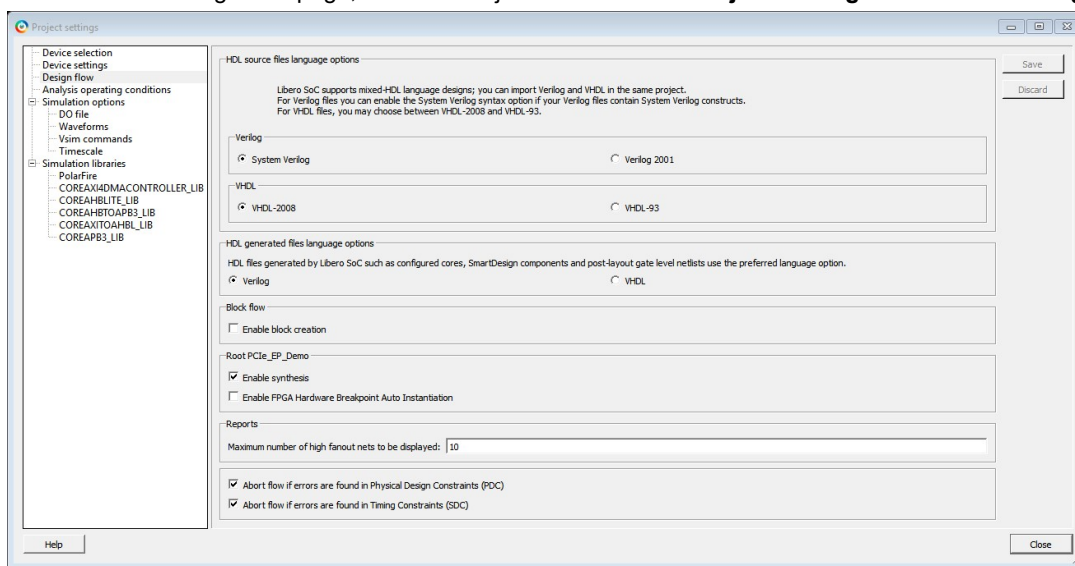 Project settings
Device selection
Device settings
Design flow
Analysis operating conditions
Simulation options
DO file
Waveforms
Vsim commands
Timescale
Simulation libraries
PolarFire
COREAXI4DMACONTROLLER_LIB
COREAHBLITE_LIB
COREAHBTOAPB3_LIB
COREAXITOAHBL_LIB
COREAPB3_LIB
HDL source files language options
Libero SoC supports mixed-HDL language designs; you can import Verilog and VHDL in the same project.
For Verilog files you can enable the System Verilog syntax option if your Verilog files contain System Verilog constructs.
For VHDL files, you may choose between VHDL-2008 and VHDL-93.
Verilog
System Verilog Verilog 2001
VHDL
VHDL-2008 VHDL-93
HDL generated files language options
HDL files generated by Libero SoC such as configured cores, SmartDesign components and post-layout gate level netlists use the preferred language option.
Verilog VHDL
Block flow
Enable block creation
Root PCIe_EP_Demo
Enable synthesis
Enable FPGA Hardware Breakpoint Auto Instantiation
Reports
Maximum number of high fanout nets to be displayed: 10
Abort flow if errors are found in Physical Design Constraints (PDC)
Abort flow if errors are found in Timing Constraints (SDC)
Save
Discard
Help
Close